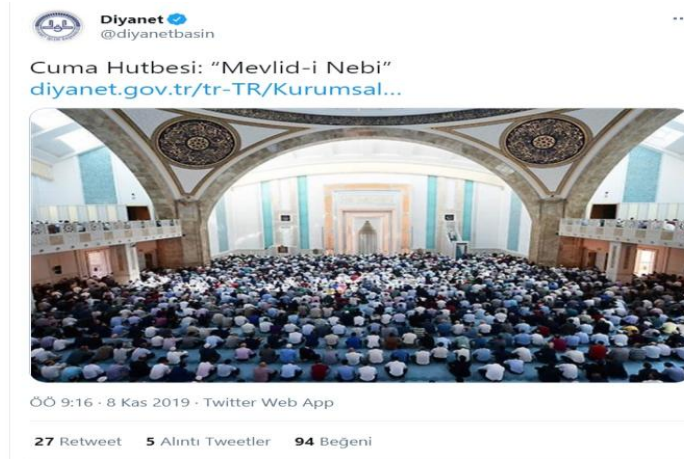 Diyanet
@diyanetbasin
Cuma Hutbesi: “Mevlid-i Nebi”
diyanet.gov.tr/tr-TR/Kurumsal...
ÖÖ 9:16 · 8 Kas 2019 · Twitter Web App
27 Retweet 5 Alıntı Tweetler 94 Beğeni